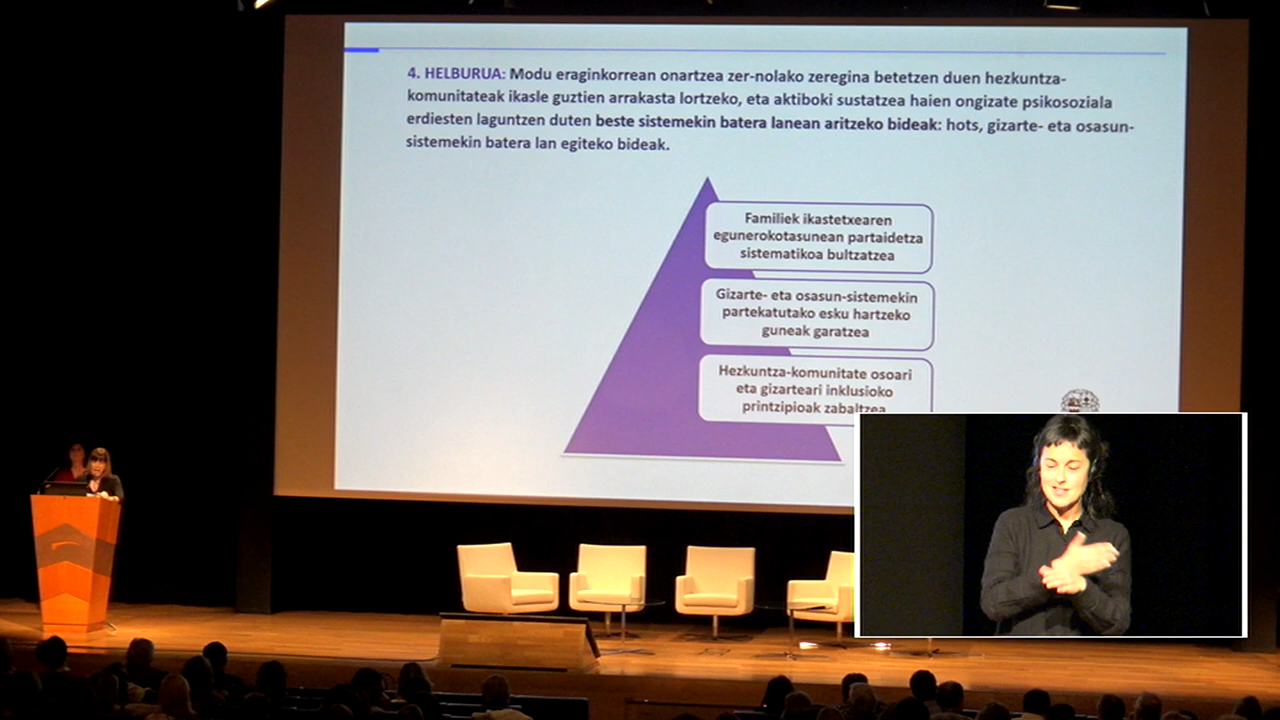 4. HELBURUA: Modu eraginkorrean onartzea zer-nolako zeregina betetzen duen hezkuntza-
komunitateak ikasle guztien arrakasta lortzeko, eta aktiboki sustatzea haien ongizate psikosoziala
erdiesten laguntzen duten beste sistemekin batera lanean aritzeko bideak: hots, gizarte- eta osasun-
sistemekin batera lan egiteko bideak.
Familiek ikastetxearen
egunerokotasunean partaidetza
sistematikoa bultzatzea
Gizarte- eta osasun-sistemekin
partekatutako esku hartzeko
guneak garatzea
Hezkuntza-komunitate osoari
eta gizarteari inklusioko
printzipioak zabaltzea